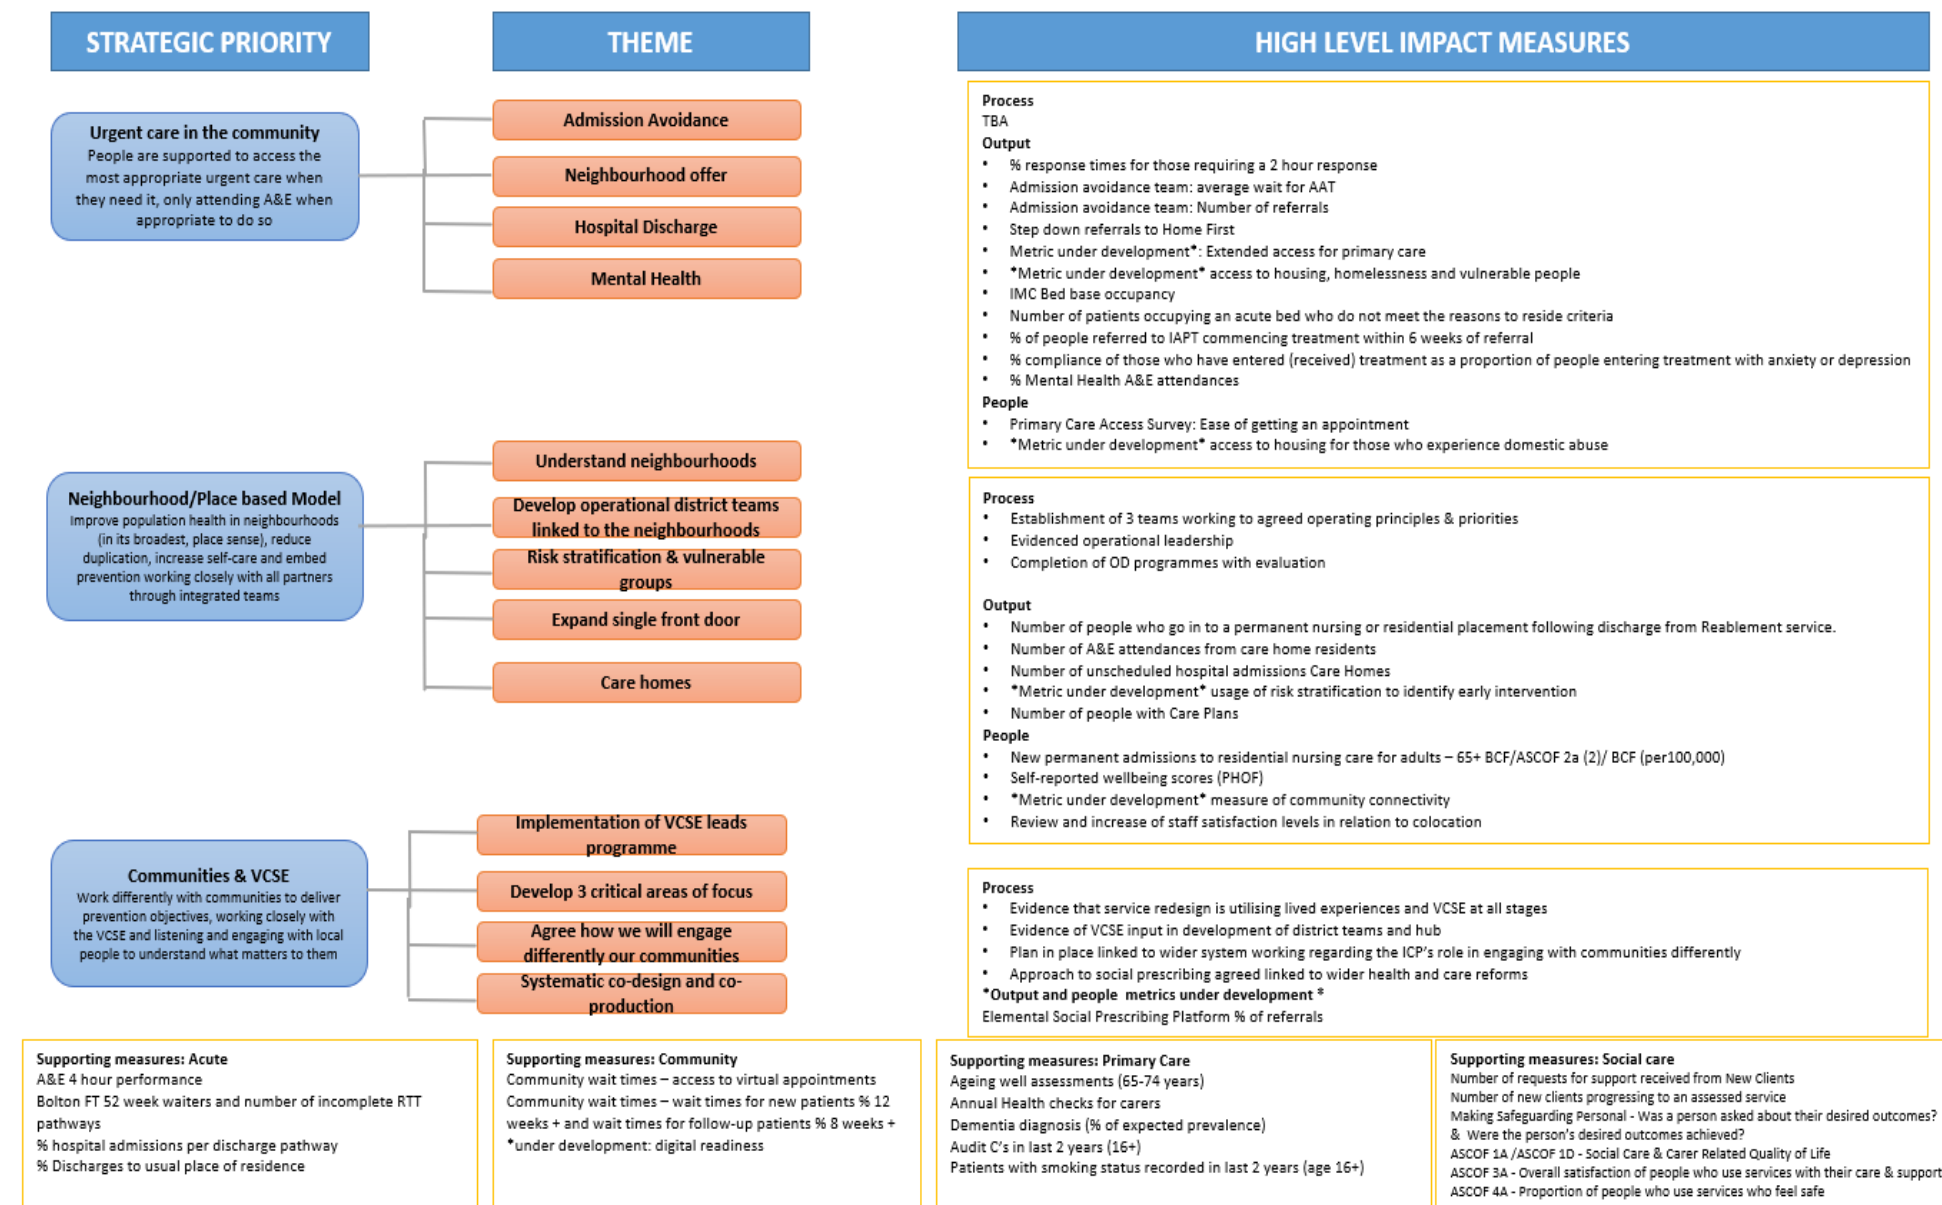 STRATEGIC PRIORITY
THEME
HIGH LEVEL IMPACT MEASURES
Urgent care in the community
People are supported to access the
most appropriate urgent care when
they need it, only attending A&E when
appropriate to do so
Admission Avoidance
Neighbourhood offer
Hospital Discharge
Mental Health
Process
TBA
Output
• % response times for those requiring a 2 hour response
• Admission avoidance team: average wait for AAT
• Admission avoidance team: Number of referrals
• Step down referrals to Home First
• Metric under development*: Extended access for primary care
• *Metric under development* access to housing, homelessness and vulnerable people
• IMC Bed base occupancy
• Number of patients occupying an acute bed who do not meet the reasons to reside criteria
• % of people referred to IAPT commencing treatment within 6 weeks of referral
• % compliance of those who have entered (received) treatment as a proportion of people entering treatment with anxiety or depression
• % Mental Health A&E attendances
People
• Primary Care Access Survey: Ease of getting an appointment
• *Metric under development* access to housing for those who experience domestic abuse
Neighbourhood/Place based Model
Improve population health in neighbourhoods
(in its broadest, place sense), reduce
duplication, increase self-care and embed
prevention working closely with all partners
through integrated teams
Understand neighbourhoods
Develop operational district teams
linked to the neighbourhoods
Risk stratification & vulnerable
groups
Expand single front door
Care homes
Process
• Establishment of 3 teams working to agreed operating principles & priorities
• Evidenced operational leadership
• Completion of OD programmes with evaluation
Output
• Number of people who go in to a permanent nursing or residential placement following discharge from Reablement service.
• Number of A&E attendances from care home residents
• Number of unscheduled hospital admissions Care Homes
• *Metric under development* usage of risk stratification to identify early intervention
• Number of people with Care Plans
People
• New permanent admissions to residential nursing care for adults – 65+ BCF/ASCOF 2a (2)/ BCF (per100,000)
• Self-reported wellbeing scores (PHOF)
• *Metric under development* measure of community connectivity
• Review and increase of staff satisfaction levels in relation to colocation
Communities & VCSE
Work differently with communities to deliver
prevention objectives, working closely with
the VCSE and listening and engaging with local
people to understand what matters to them
Implementation of VCSE leads
programme
Develop 3 critical areas of focus
Agree how we will engage
differently our communities
Systematic co-design and co-
production
Process
• Evidence that service redesign is utilising lived experiences and VCSE at all stages
• Evidence of VCSE input in development of district teams and hub
• Plan in place linked to wider system working regarding the ICP's role in engaging with communities differently
• Approach to social prescribing agreed linked to wider health and care reforms
*Output and people metrics under development *
Elemental Social Prescribing Platform % of referrals
Supporting measures: Acute
A&E 4 hour performance
Bolton FT 52 week waiters and number of incomplete RTT
pathways
% hospital admissions per discharge pathway
% Discharges to usual place of residence
Supporting measures: Community
Community wait times – access to virtual appointments
Community wait times – wait times for new patients % 12
weeks + and wait times for follow-up patients % 8 weeks +
*under development: digital readiness
Supporting measures: Primary Care
Ageing well assessments (65-74 years)
Annual Health checks for carers
Dementia diagnosis (% of expected prevalence)
Audit C's in last 2 years (16+)
Patients with smoking status recorded in last 2 years (age 16+)
Supporting measures: Social care
Number of requests for support received from New Clients
Number of new clients progressing to an assessed service
Making Safeguarding Personal - Was a person asked about their desired outcomes?
& Were the person's desired outcomes achieved?
ASCOF 1A /ASCOF 1D - Social Care & Carer Related Quality of Life
ASCOF 3A - Overall satisfaction of people who use services with their care & support
ASCOF 4A - Proportion of people who use services who feel safe